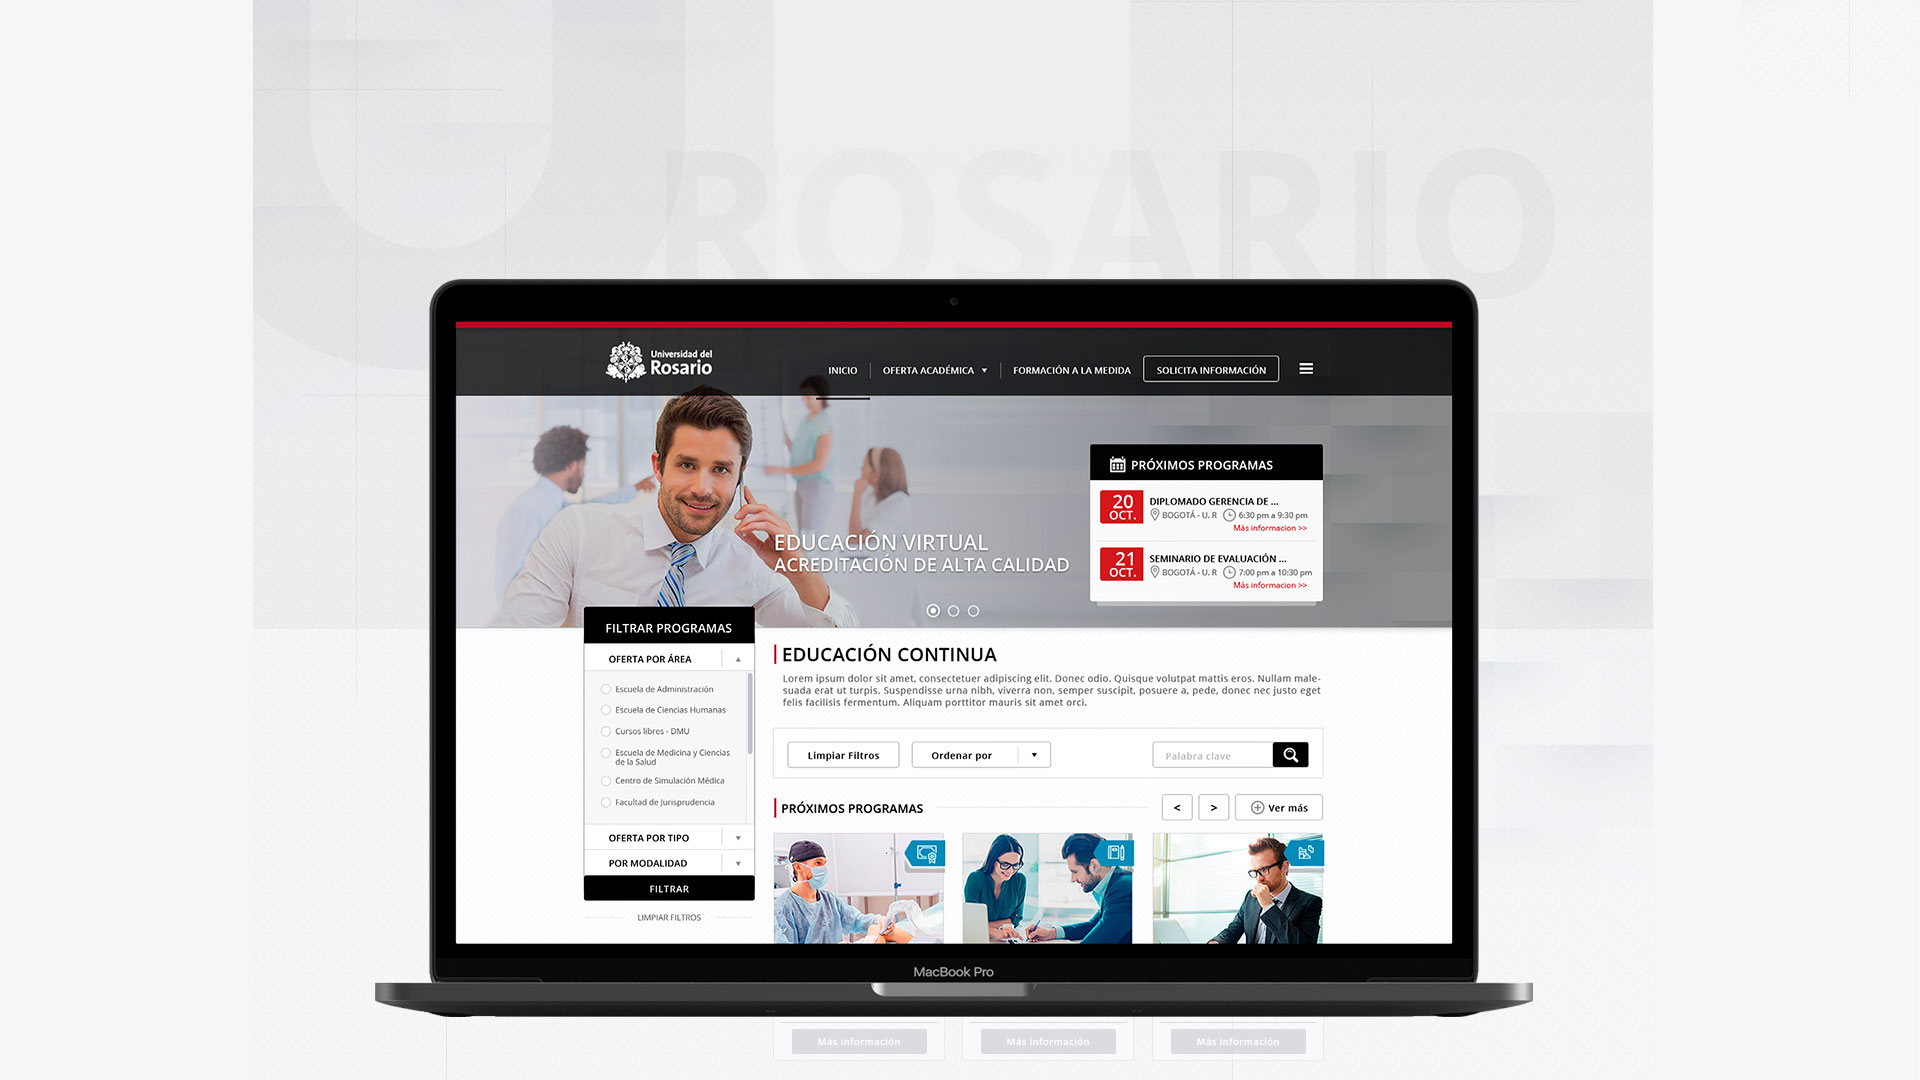 ROSARIO
Universidad del
Rosario
INICIO
OFERTA ACADÉMICA
FORMACIÓN A LA MEDIDA
SOLICITA INFORMACIÓN
EDUCACIÓN VIRTUAL
ACREDITACIÓN DE ALTA CALIDAD
PRÓXIMOS PROGRAMAS
20
OCT.
DIPLOMADO GERENCIA DE ...
BOGOTÁ - U. R 6:30 pm a 9:30 pm
Más informacion >>
21
OCT.
SEMINARIO DE EVALUACIÓN ...
BOGOTÁ - U. R 7:00 pm a 10:30 pm
Más informacion >>
FILTRAR PROGRAMAS
OFERTA POR ÁREA
Escuela de Administración
Escuela de Ciencias Humanas
Cursos libres - DMU
Escuela de Medicina y Ciencias
de la Salud
Centro de Simulación Médica
Facultad de Jurisprudencia
OFERTA POR TIPO
POR MODALIDAD
FILTRAR
LIMPIAR FILTROS
EDUCACIÓN CONTINUA
Lorem ipsum dolor sit amet, consectetuer adipiscing elit. Donec odio. Quisque volutpat mattis eros. Nullam male-
suada erat ut turpis. Suspendisse urna nibh, viverra non, semper suscipit, posuere a, pede, donec nec justo eget
felis facilisis fermentum. Aliquam porttitor mauris sit amet orci.
Limpiar Filtros
Ordenar por
Palabra clave
PRÓXIMOS PROGRAMAS
< > Ver más
MacBook Pro
Más información
Más información
Más información